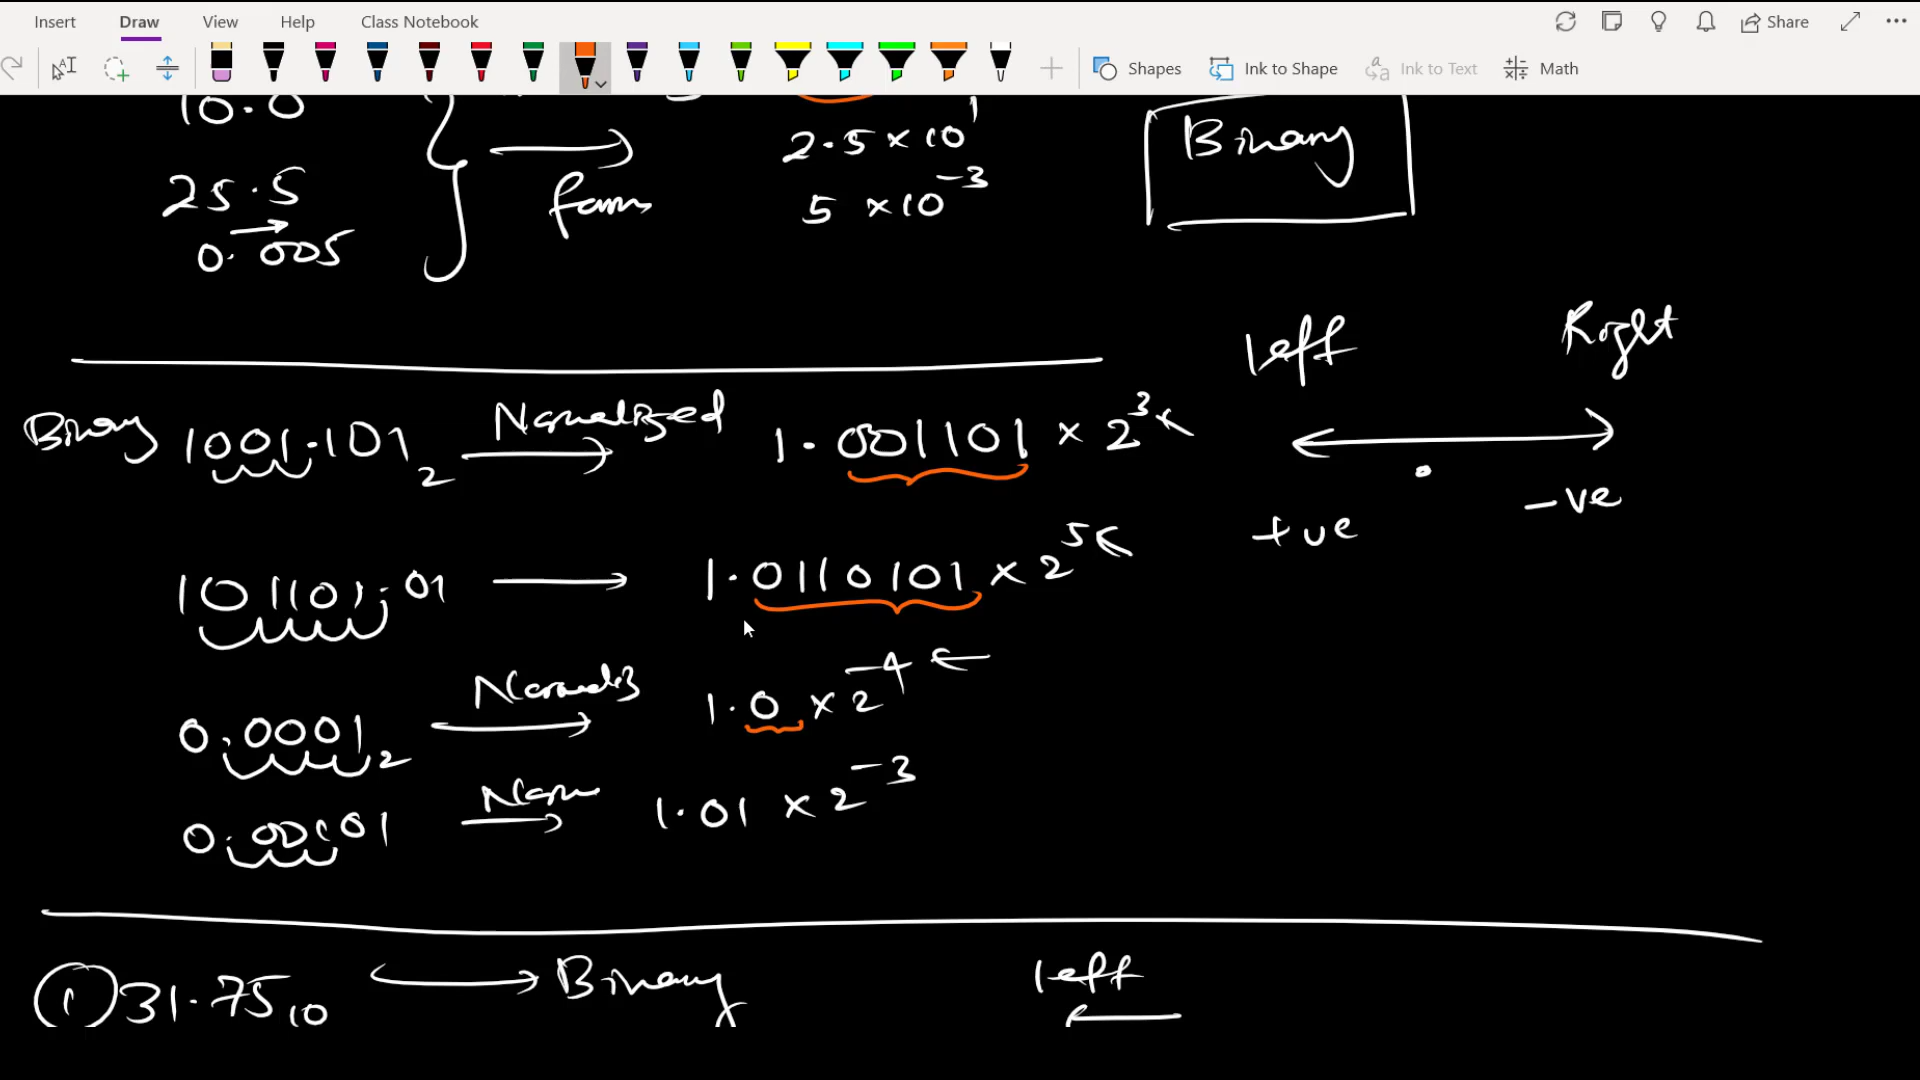 Insert Draw View Help Class Notebook Share
Shapes Ink to Shape Ink to Text Math
10.0
2.5 × 10^1
Binary
25.5
form
5 × 10^-3
0.005
left Right
Binary 1001.101₂ Normalized 1.001101 × 2^3
+ve -ve
101101.01 1.0110101 × 2^5
0.0001₂ 1.0 × 2^-4
0.00101 Norm 1.01 × 2^-3
① 31.75₁₀ Binary left